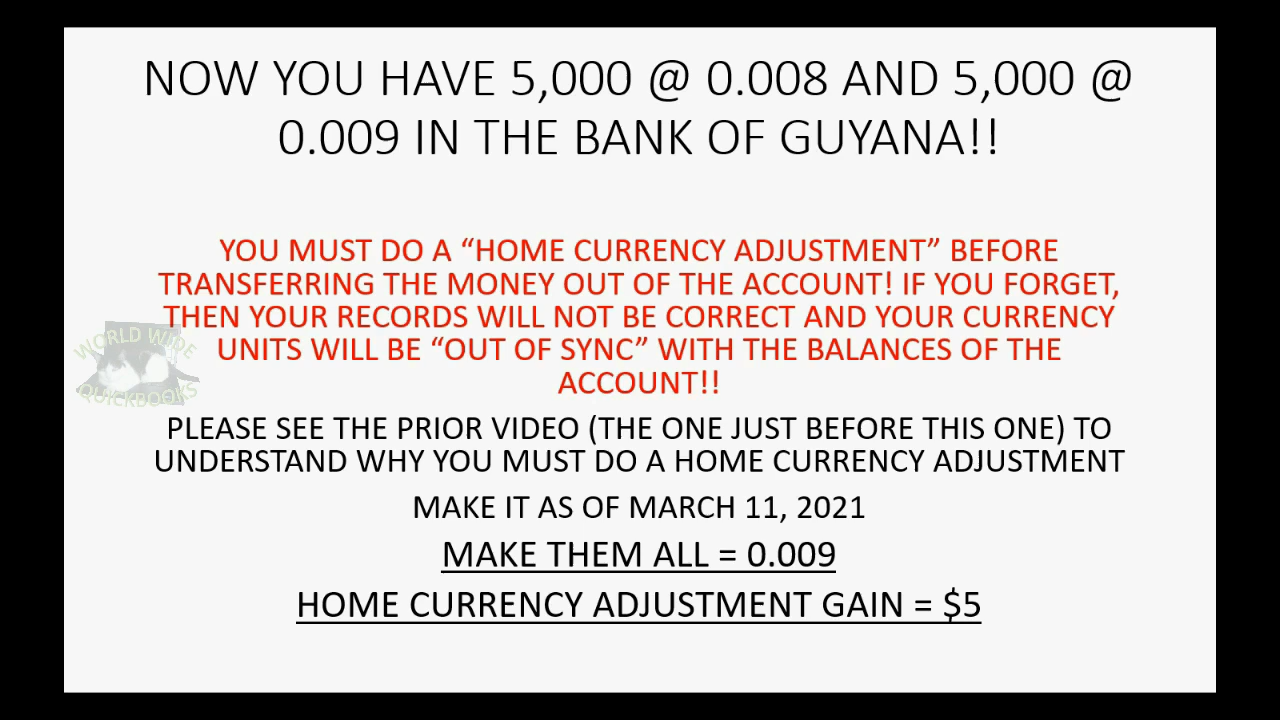 NOW YOU HAVE 5,000 @ 0.008 AND 5,000 @
0.009 IN THE BANK OF GUYANA!!
YOU MUST DO A “HOME CURRENCY ADJUSTMENT” BEFORE
TRANSFERRING THE MONEY OUT OF THE ACCOUNT! IF YOU FORGET,
THEN YOUR RECORDS WILL NOT BE CORRECT AND YOUR CURRENCY
UNITS WILL BE “OUT OF SYNC” WITH THE BALANCES OF THE
ACCOUNT!!
WORLD WIDE
QUICKBOOKS
PLEASE SEE THE PRIOR VIDEO (THE ONE JUST BEFORE THIS ONE) TO
UNDERSTAND WHY YOU MUST DO A HOME CURRENCY ADJUSTMENT
MAKE IT AS OF MARCH 11, 2021
MAKE THEM ALL = 0.009
HOME CURRENCY ADJUSTMENT GAIN = $5